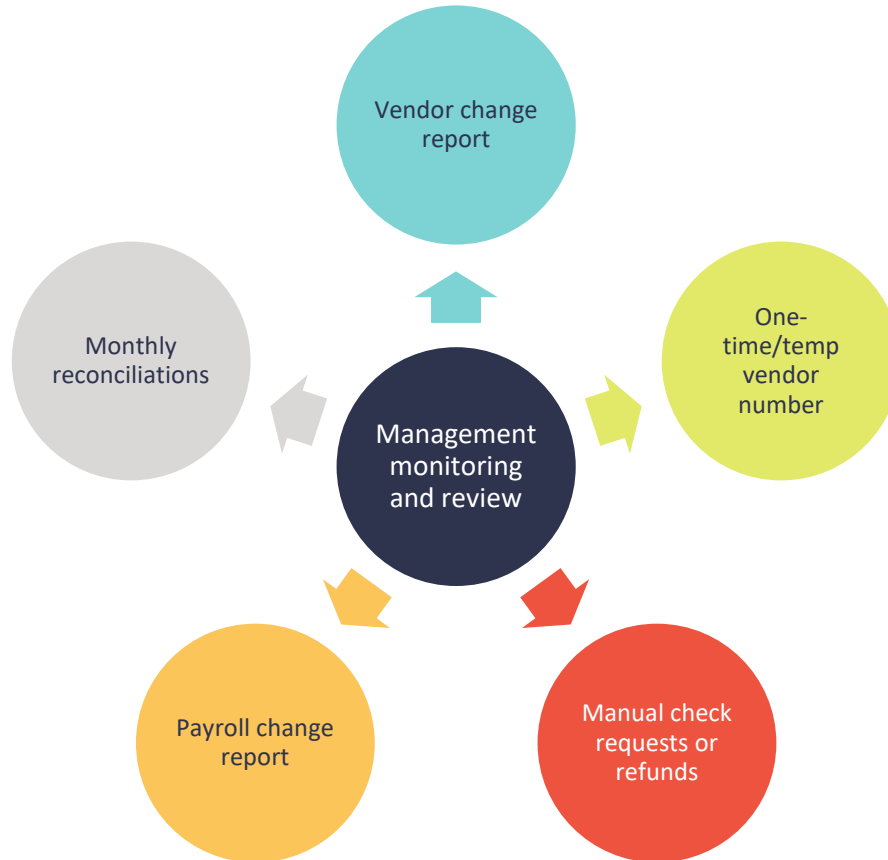 Vendor change
report
One-
time/temp
vendor
number
Monthly
reconciliations
Management
monitoring
and review
Payroll change
report
Manual check
requests or
refunds